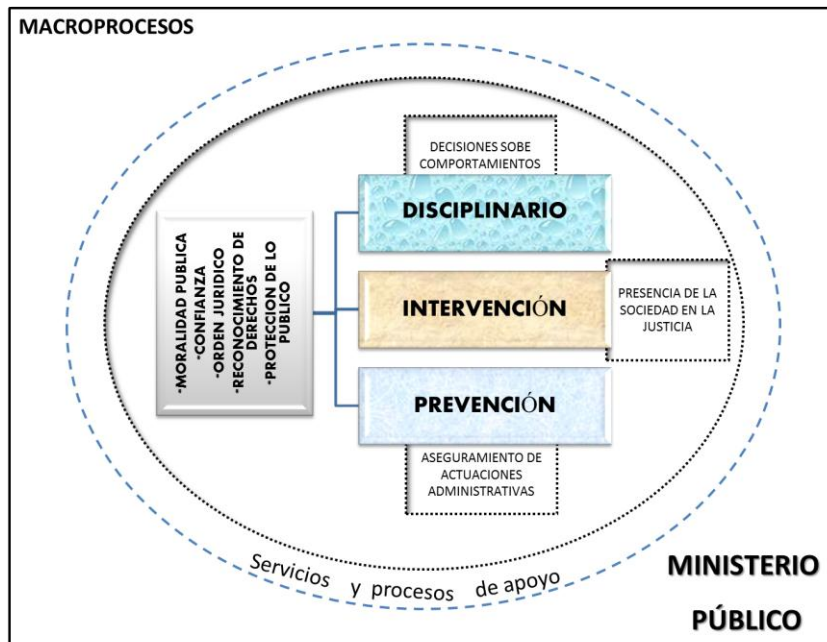 MACROPROCESOS
DECISIONES SOBE
COMPORTAMIENTOS
DISCIPLINARIO
-MORALIDAD PUBLICA
-CONFIANZA
-ORDEN JURIDICO
-RECONOCIMIENTO DE
DERECHOS
-PROTECCION DE LO
PUBLICO
INTERVENCIÓN
PRESENCIA DE LA
SOCIEDAD EN LA
JUSTICIA
PREVENCIÓN
ASEGURAMIENTO DE
ACTUACIONES
ADMINISTRATIVAS
Servicios y procesos de apoyo
MINISTERIO
PÚBLICO